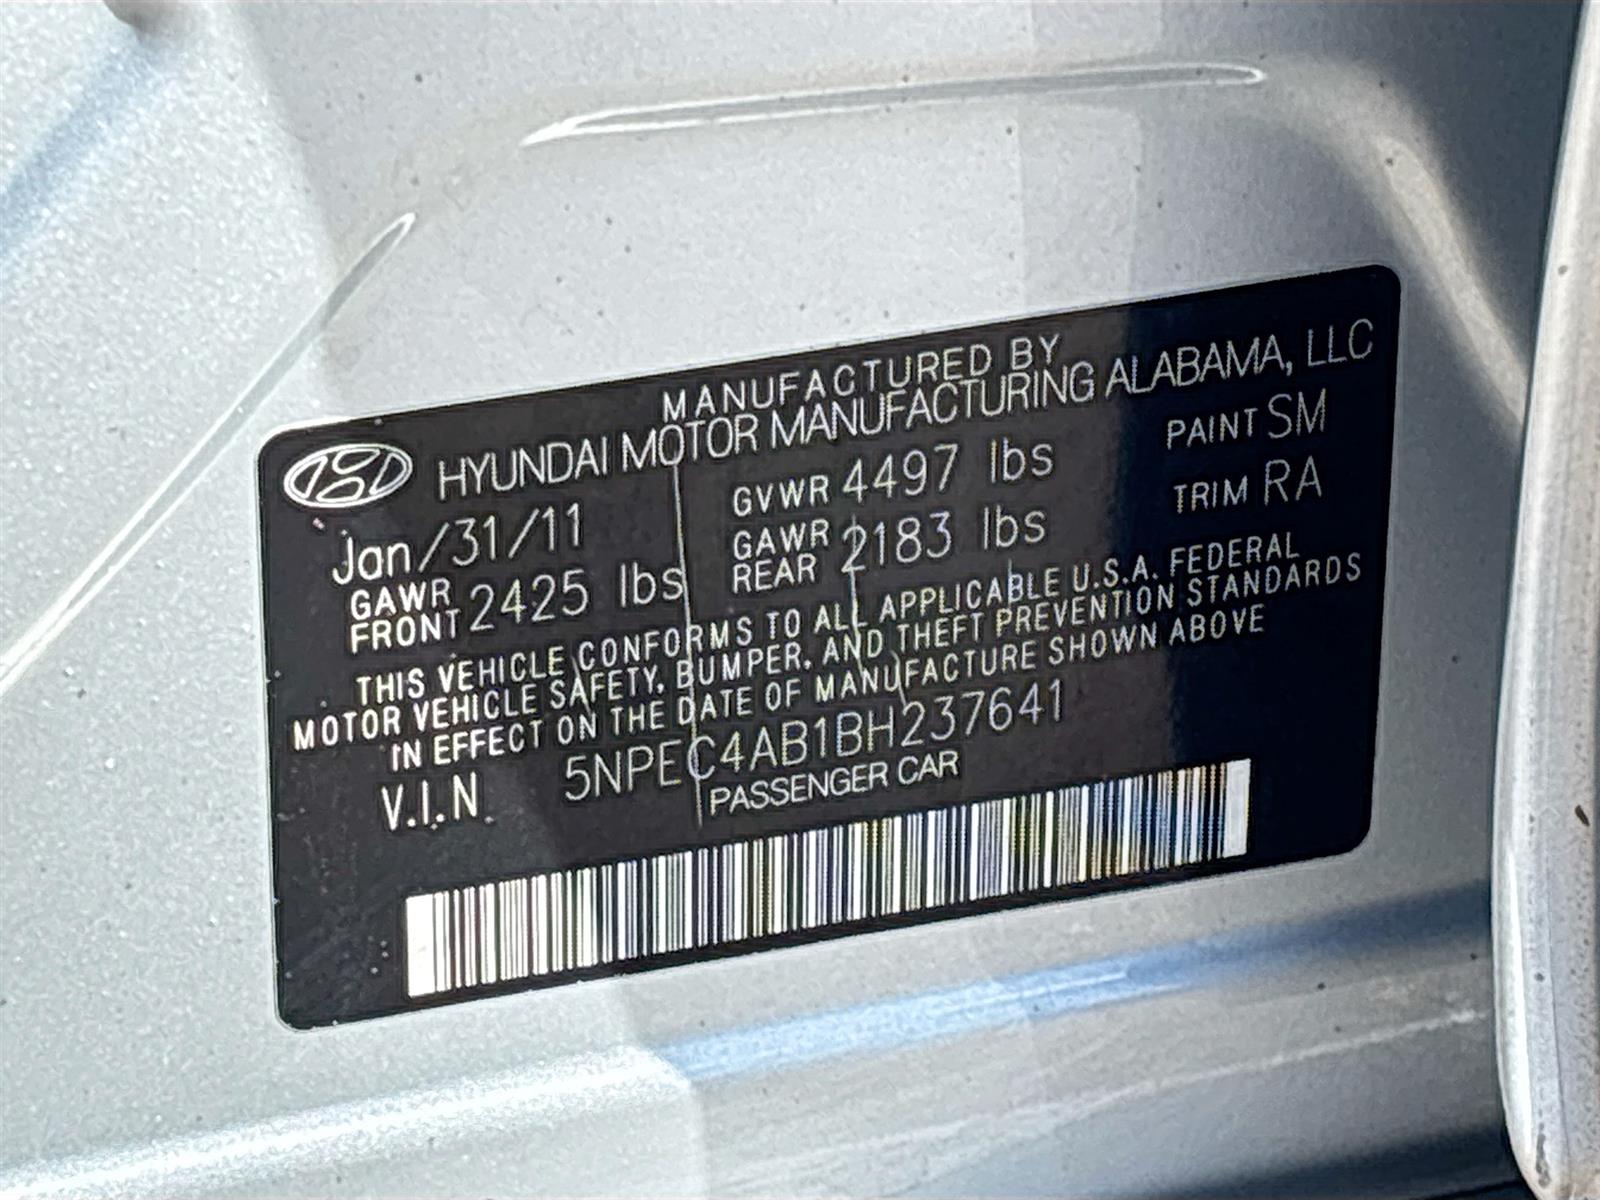 MANUFACTURED BY
HYUNDAI MOTOR MANUFACTURING ALABAMA, LLC
Jan/31/11 GVWR 4497 lbs PAINT SM
GAWR FRONT 2425 lbs GAWR REAR 2183 lbs TRIM RA
THIS VEHICLE CONFORMS TO ALL APPLICABLE U.S.A. FEDERAL
MOTOR VEHICLE SAFETY, BUMPER, AND THEFT PREVENTION STANDARDS
IN EFFECT ON THE DATE OF MANUFACTURE SHOWN ABOVE
V.I.N 5NPEC4AB1BH237641
PASSENGER CAR